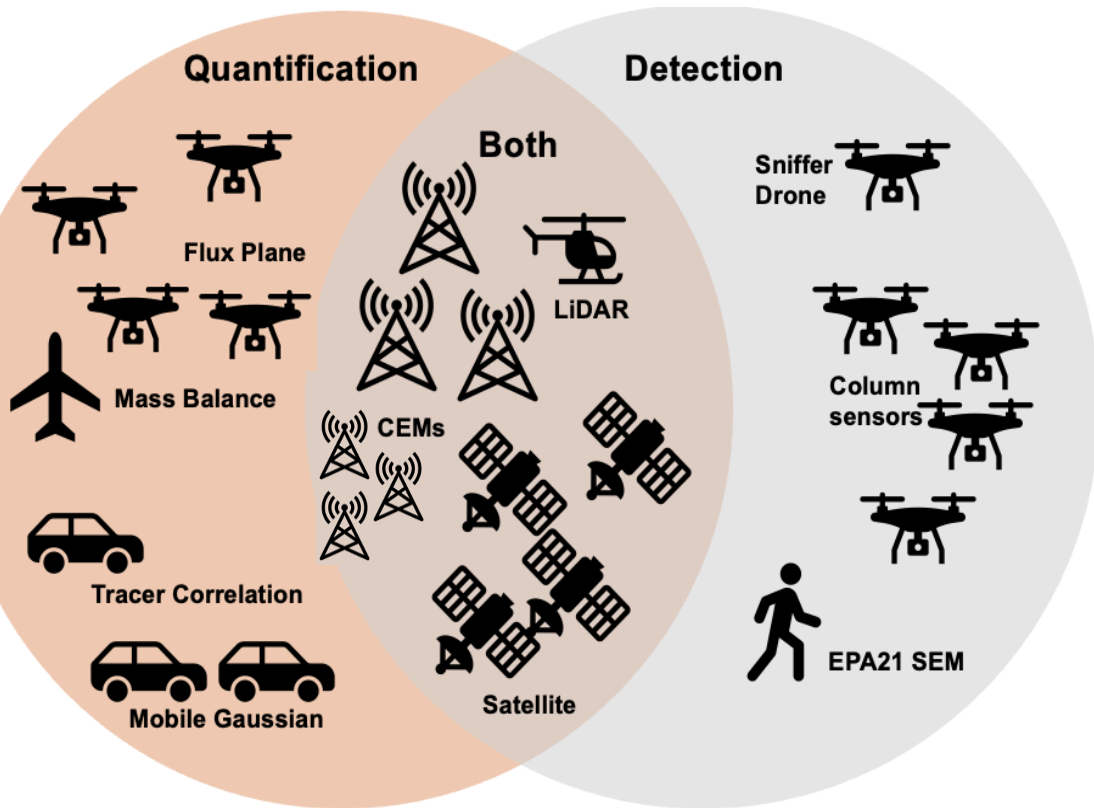 Quantification
Detection
Both
Sniffer
Drone
Flux Plane
LiDAR
Mass Balance
Column
sensors
CEMs
Tracer Correlation
EPA21 SEM
Satellite
Mobile Gaussian